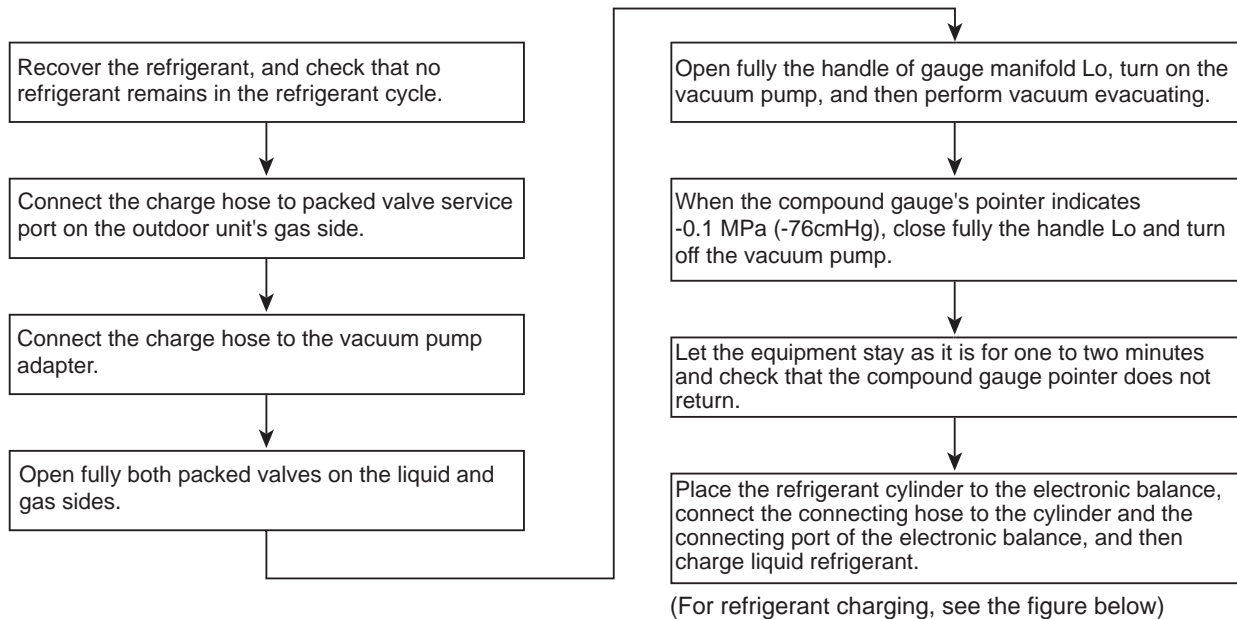 Recover the refrigerant, and check that no
refrigerant remains in the refrigerant cycle.
Connect the charge hose to packed valve service
port on the outdoor unit's gas side.
Connect the charge hose to the vacuum pump
adapter.
Open fully both packed valves on the liquid and
gas sides.
Open fully the handle of gauge manifold Lo, turn on the
vacuum pump, and then perform vacuum evacuating.
When the compound gauge's pointer indicates
-0.1 MPa (-76cmHg), close fully the handle Lo and turn
off the vacuum pump.
Let the equipment stay as it is for one to two minutes
and check that the compound gauge pointer does not
return.
Place the refrigerant cylinder to the electronic balance,
connect the connecting hose to the cylinder and the
connecting port of the electronic balance, and then
charge liquid refrigerant.
(For refrigerant charging, see the figure below)